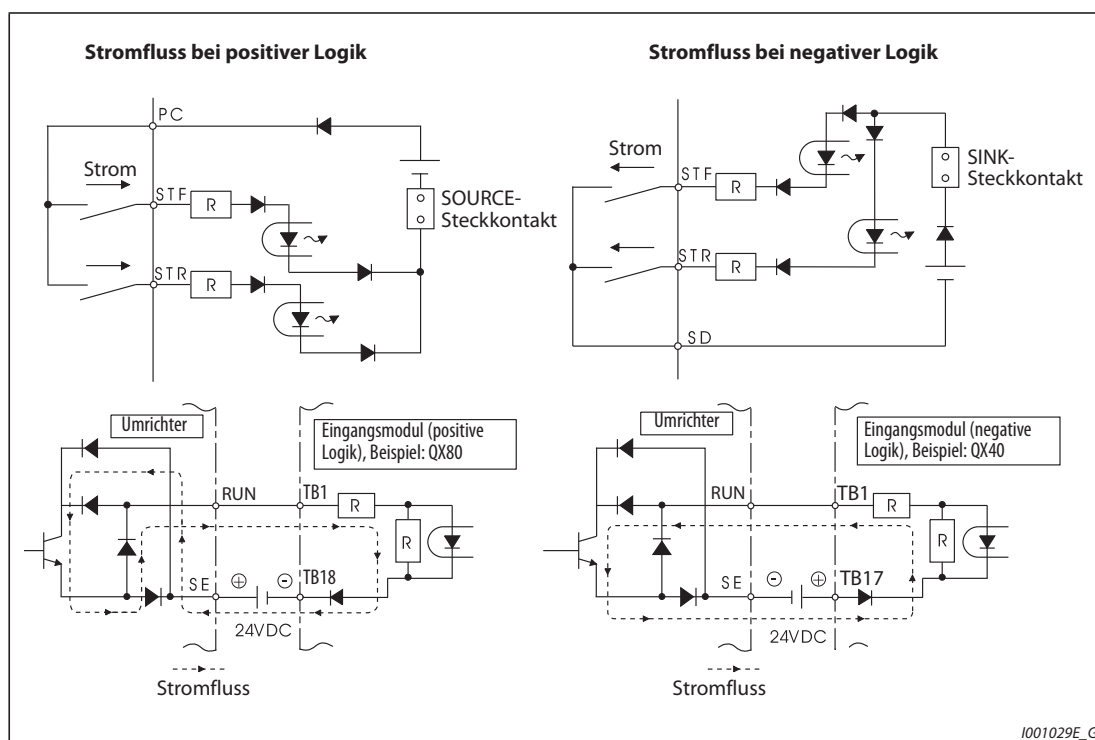 Stromfluss bei positiver Logik
PC
Strom
STF
R
SOURCE-
Steckkontakt
STR
R
Stromfluss bei negativer Logik
Strom
STF
R
SINK-
Steckkontakt
STR
R
SD
Umrichter
Eingangsmodul (positive
Logik), Beispiel: QX80
RUN
TB1
R
R
SE
+
-
TB18
24VDC
Stromfluss
Umrichter
Eingangsmodul (negative
Logik), Beispiel: QX40
RUN
TB1
R
R
SE
-
+
TB17
24VDC
Stromfluss
I001029E_G